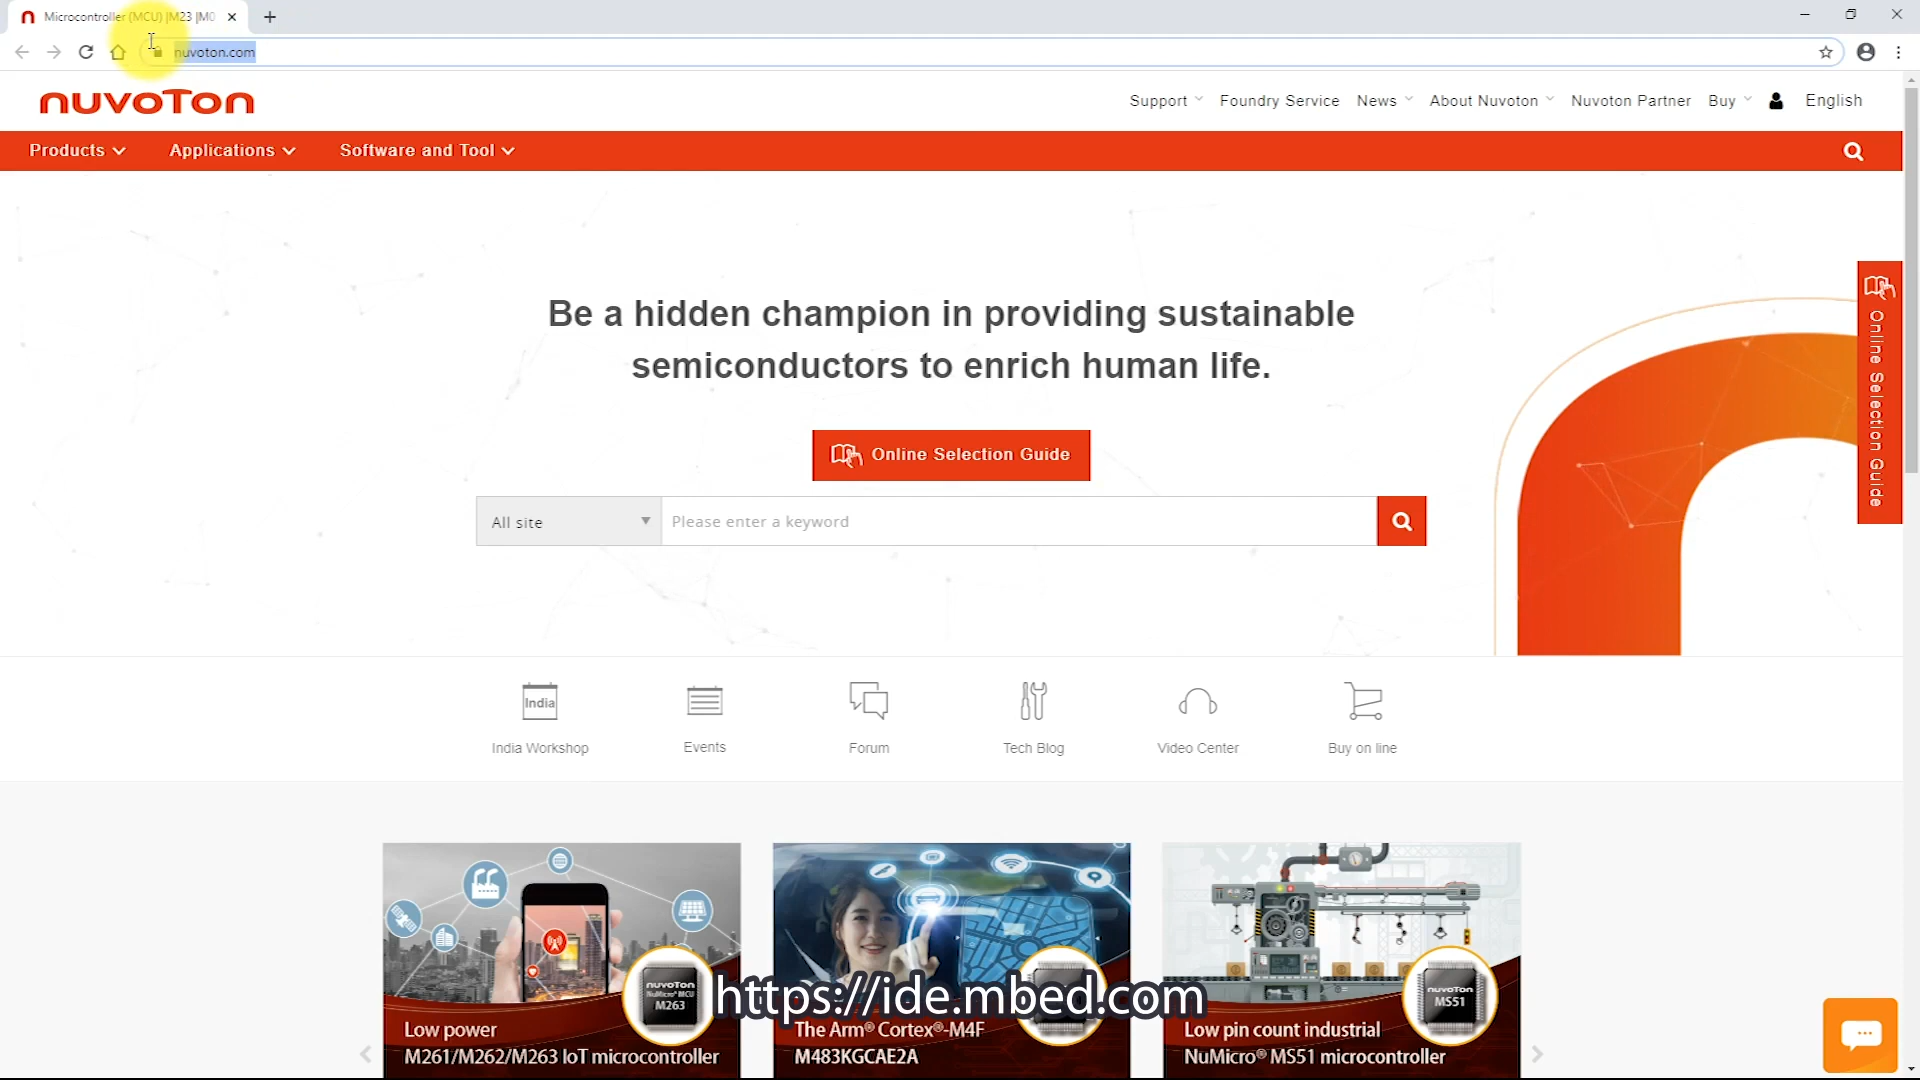 Microcontroller (MCU) |M23 |M0
nuvoton.com
nuvoTon
Support
Foundry Service
News
About Nuvoton
Nuvoton Partner
Buy
English
Products
Applications
Software and Tool
Be a hidden champion in providing sustainable
semiconductors to enrich human life.
Online Selection Guide
Online Selection Guide
All site
Please enter a keyword
India
India Workshop
Events
Forum
Tech Blog
Video Center
Buy on line
nuvoTon
NuMicro® MCU
M263
Low power
M261/M262/M263 IoT microcontroller
The Arm® Cortex®-M4F
M483KGCAE2A
nuvoTon
MS51
Low pin count industrial
NuMicro® MS51 microcontroller
https://ide.mbed.com